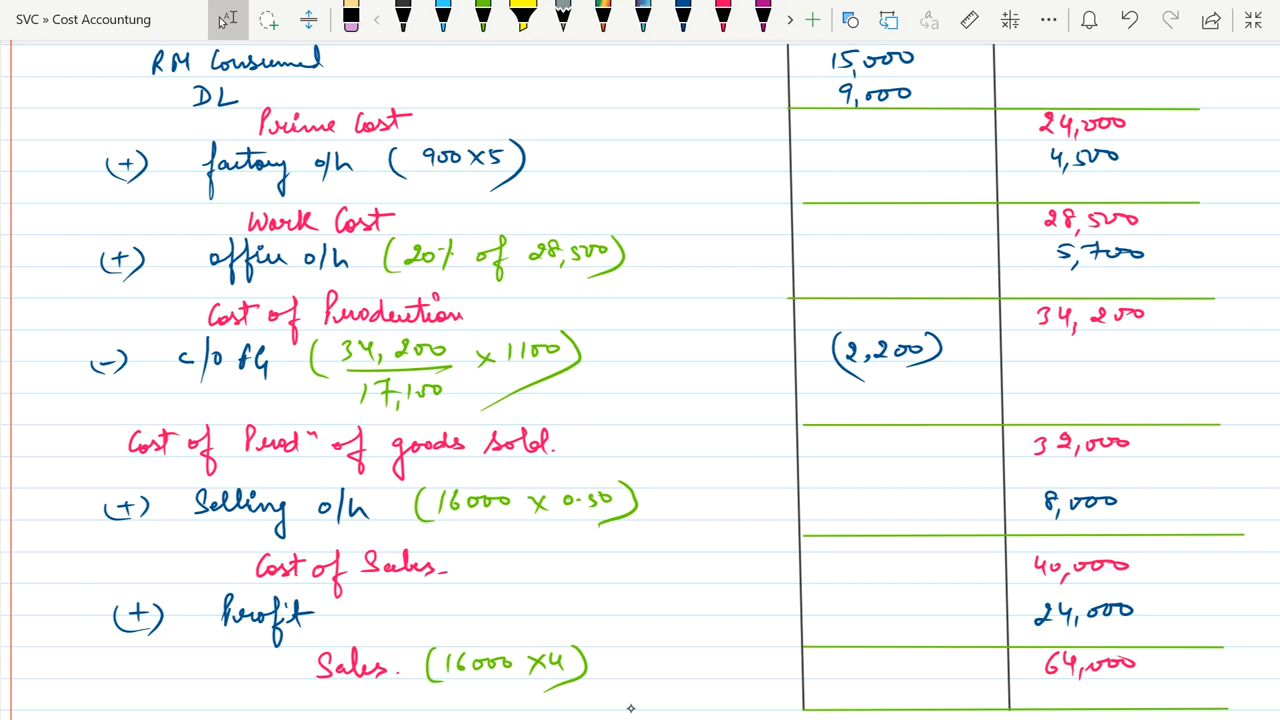 SVC » Cost Accountung
RM Consumed 15,000
DL 9,000
Prime Cost 24,000
(+) factory o/h (900 x 5) 4,500
Work Cost 28,500
(+) office o/h (20% of 28,500) 5,700
Cost of Production 34,200
(-) c/o FG (34,200 / 17,100 x 1100) (2,200)
Cost of Prodⁿ of goods sold. 32,000
(+) Selling o/h (16000 x 0.50) 8,000
Cost of Sales 40,000
(+) Profit 24,000
Sales. (16000 x 4) 64,000